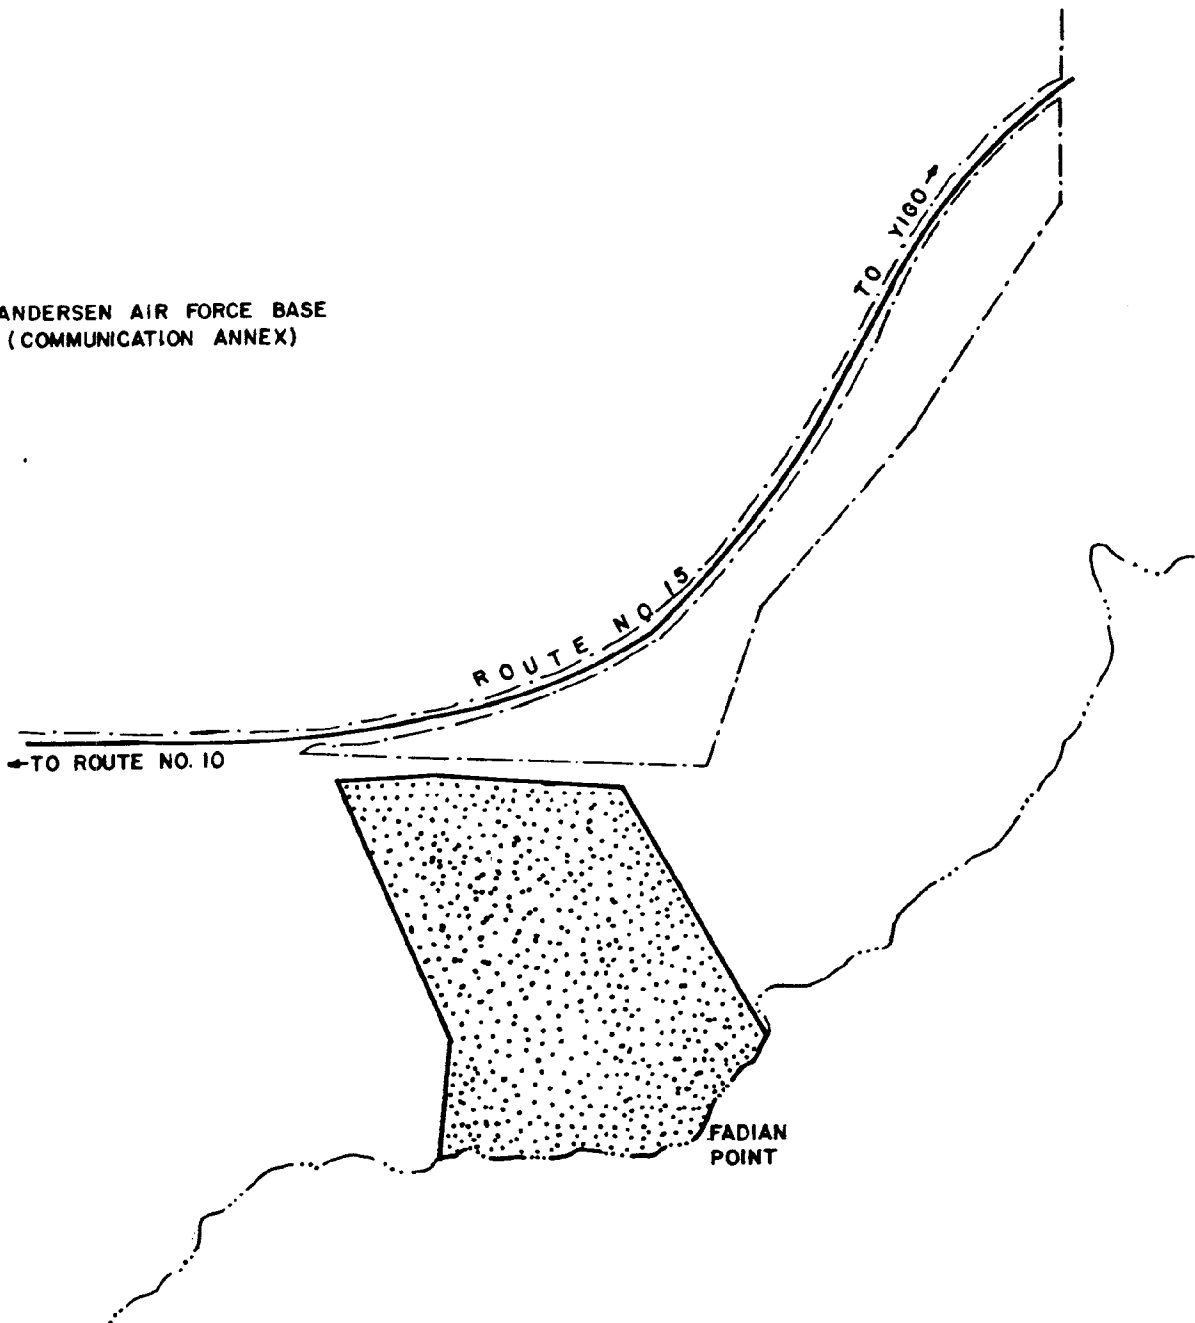 TO YIGO
ANDERSEN AIR FORCE BASE
(COMMUNICATION ANNEX)
ROUTE NO. 15
TO ROUTE NO. 10
FADIAN
POINT